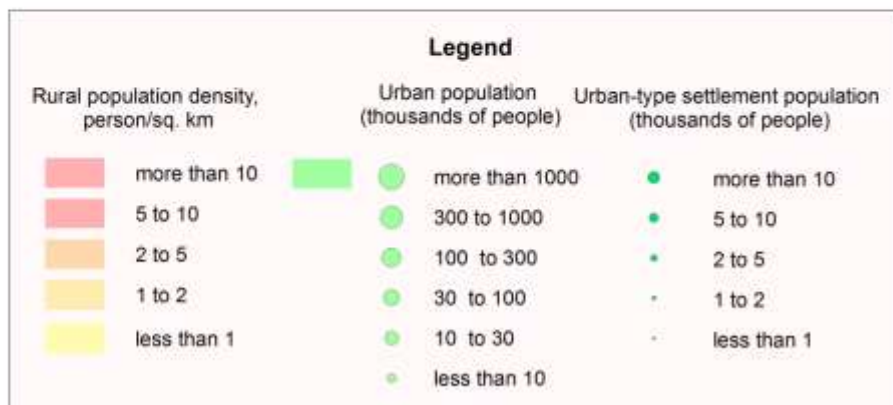 Legend
Rural population density,
person/sq. km
more than 10
5 to 10
2 to 5
1 to 2
less than 1
Urban population
(thousands of people)
more than 1000
300 to 1000
100 to 300
30 to 100
10 to 30
less than 10
Urban-type settlement population
(thousands of people)
more than 10
5 to 10
2 to 5
1 to 2
less than 1